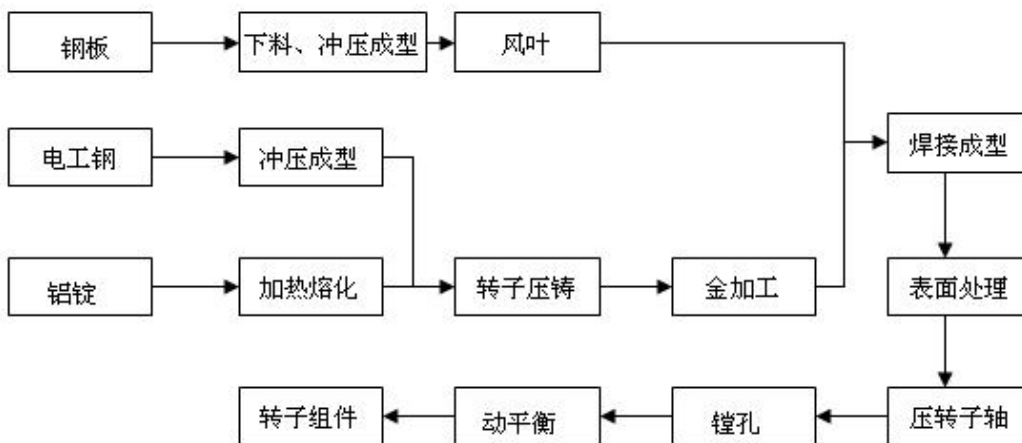 钢板
下料、冲压成型
风叶
电工钢
冲压成型
焊接成型
铝锭
加热熔化
转子压铸
金加工
表面处理
转子组件
动平衡
镗孔
压转子轴